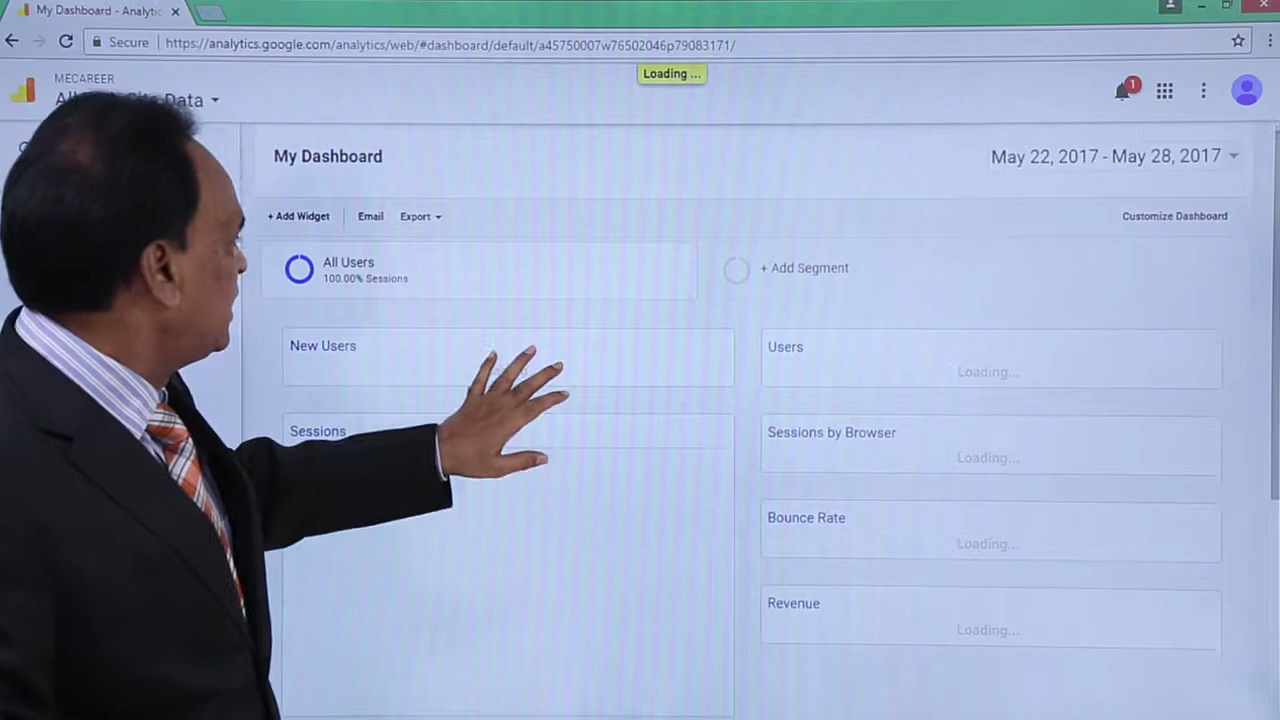 My Dashboard - Analytic
Secure
https://analytics.google.com/analytics/web/#dashboard/default/a45750007w76502046p79083171/
Loading ...
MECAREER
Data
1
My Dashboard
May 22, 2017 - May 28, 2017
+ Add Widget
Email
Export
Customize Dashboard
All Users
100.00% Sessions
+ Add Segment
New Users
Users
Loading...
Sessions
Sessions by Browser
Loading...
Bounce Rate
Loading...
Revenue
Loading...